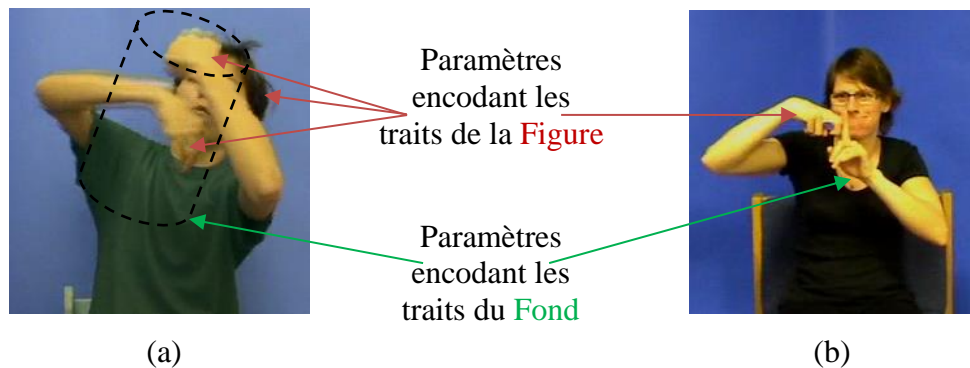 Paramètres
encodant les
traits de la Figure
Paramètres
encodant les
traits du Fond
(a)
(b)